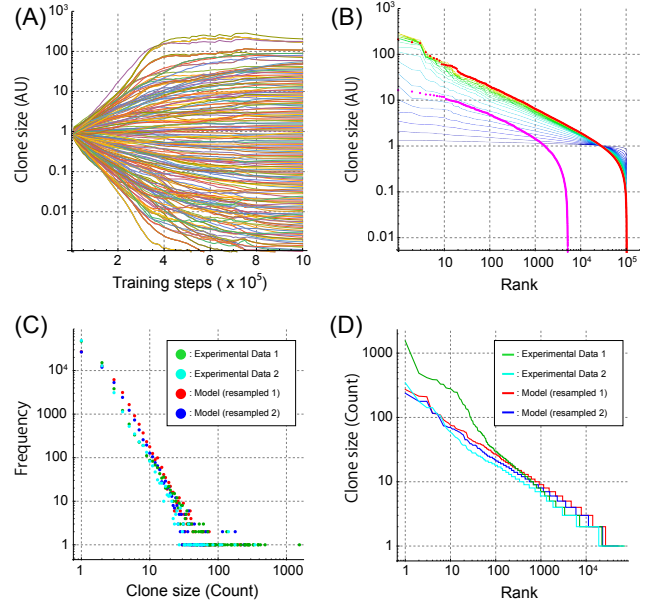 (A)
Clone size (AU)
10³
100
10
1
0.1
0.01
2
4
6
8
10
Training steps ( x 10⁵)
(B)
Clone size (AU)
10³
100
10
1
0.1
0.01
10
100
1000
10⁴
10⁵
Rank
(C)
Frequency
10⁴
1000
100
10
1
1
10
100
1000
Clone size (Count)
: Experimental Data 1
: Experimental Data 2
: Model (resampled 1)
: Model (resampled 2)
(D)
Clone size (Count)
1000
100
10
1
1
10
100
1000
10⁴
Rank
: Experimental Data 1
: Experimental Data 2
: Model (resampled 1)
: Model (resampled 2)